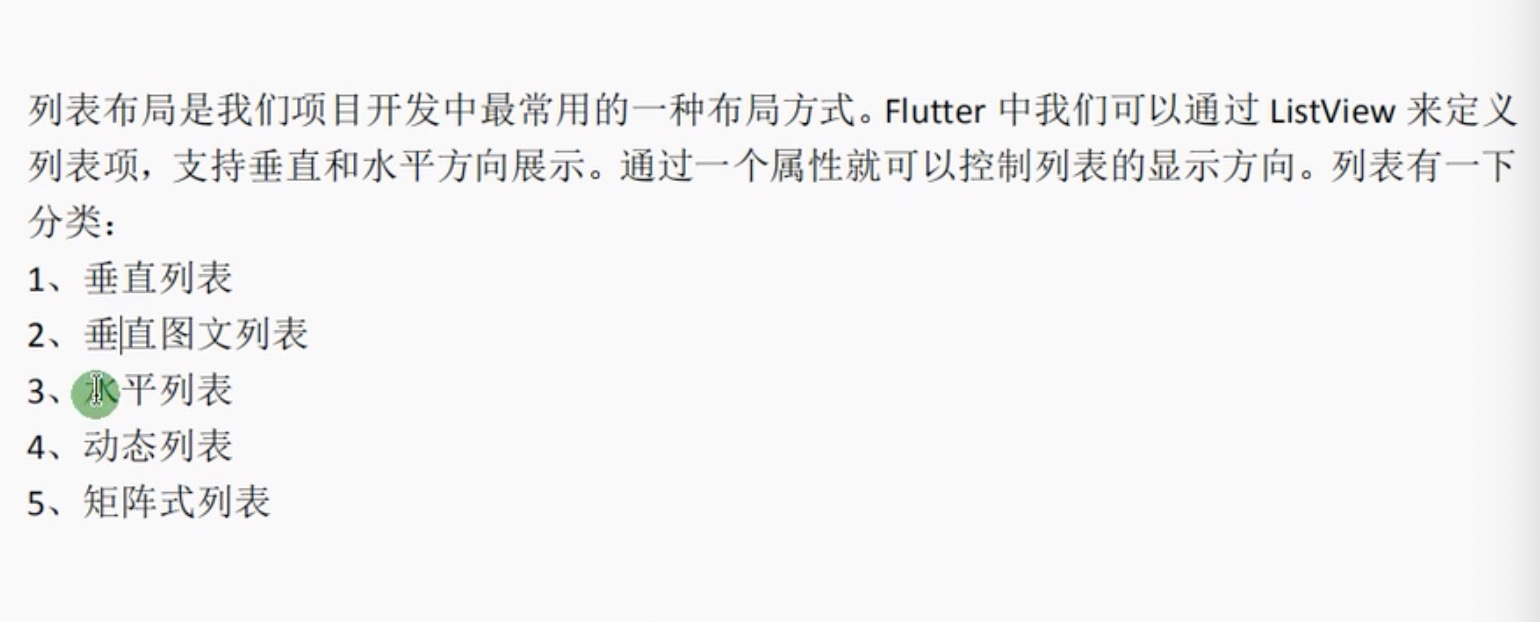 列表布局是我们项目开发中最常用的一种布局方式。Flutter 中我们可以通过 ListView 来定义
列表项，支持垂直和水平方向展示。通过一个属性就可以控制列表的显示方向。列表有一下
分类：
1、垂直列表
2、垂直图文列表
3、水平列表
4、动态列表
5、矩阵式列表